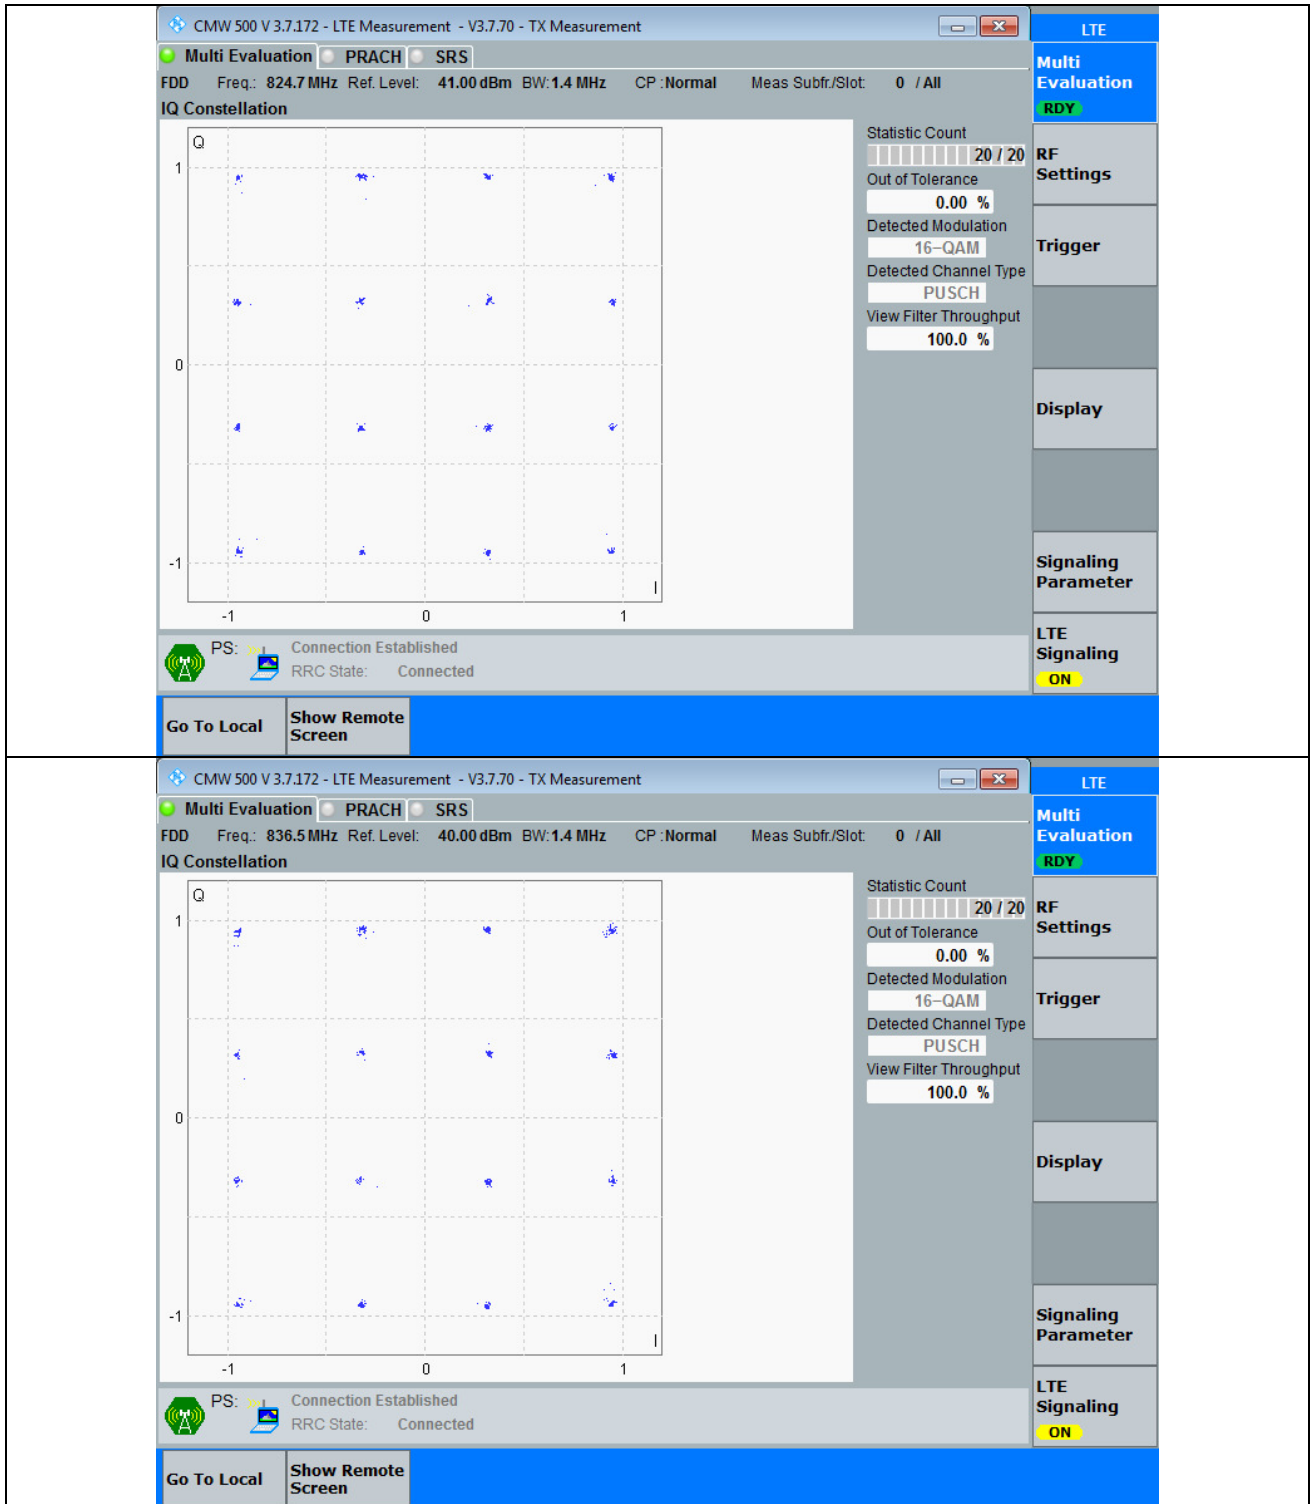 CMW 500 V 3.7.172 - LTE Measurement - V3.7.70 - TX Measurement
LTE
Multi Evaluation PRACH SRS
FDD Freq.: 824.7 MHz Ref. Level: 41.00 dBm BW: 1.4 MHz CP : Normal Meas Subfr./Slot: 0 / All
IQ Constellation
Multi
Evaluation
RDY
Q
1
0
-1
I
-1 0 1
Statistic Count
20 / 20
Out of Tolerance
0.00 %
Detected Modulation
16-QAM
Detected Channel Type
PUSCH
View Filter Throughput
100.0 %
RF
Settings
Trigger
Display
Signaling
Parameter
LTE
Signaling
ON
PS: Connection Established
RRC State: Connected
Go To Local
Show Remote
Screen
CMW 500 V 3.7.172 - LTE Measurement - V3.7.70 - TX Measurement
LTE
Multi Evaluation PRACH SRS
FDD Freq.: 836.5 MHz Ref. Level: 40.00 dBm BW: 1.4 MHz CP : Normal Meas Subfr./Slot: 0 / All
IQ Constellation
Multi
Evaluation
RDY
Q
1
0
-1
I
-1 0 1
Statistic Count
20 / 20
Out of Tolerance
0.00 %
Detected Modulation
16-QAM
Detected Channel Type
PUSCH
View Filter Throughput
100.0 %
RF
Settings
Trigger
Display
Signaling
Parameter
LTE
Signaling
ON
PS: Connection Established
RRC State: Connected
Go To Local
Show Remote
Screen